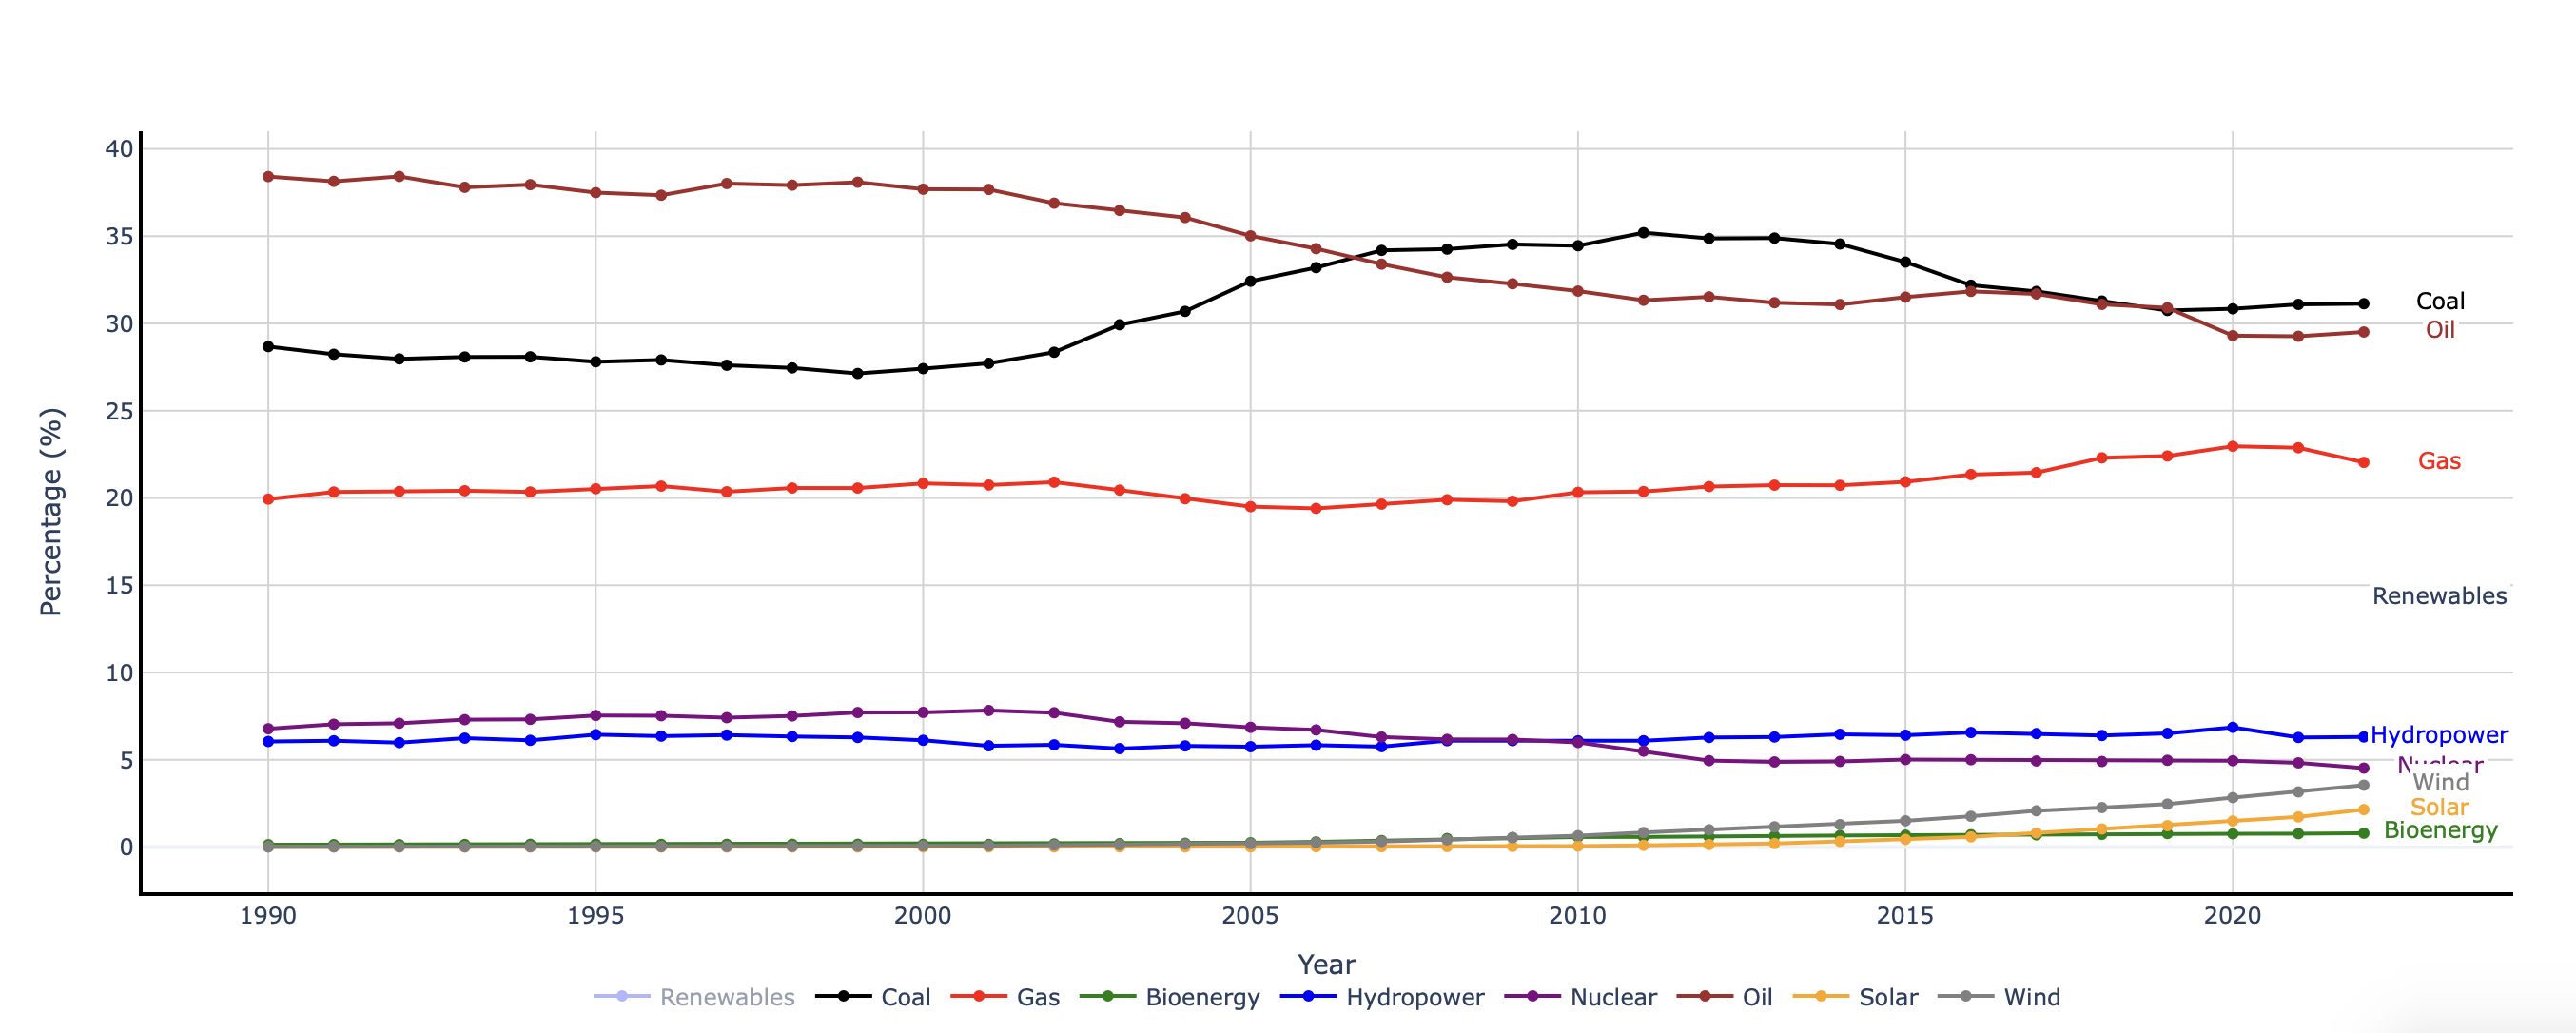 40
35
30
25
20
15
10
5
0
Percentage (%)
Coal
Oil
Gas
Renewables
Hydropower
Nuclear
Wind
Solar
Bioenergy
1990 1995 2000 2005 2010 2015 2020
Year
Renewables Coal Gas Bioenergy Hydropower Nuclear Oil Solar Wind